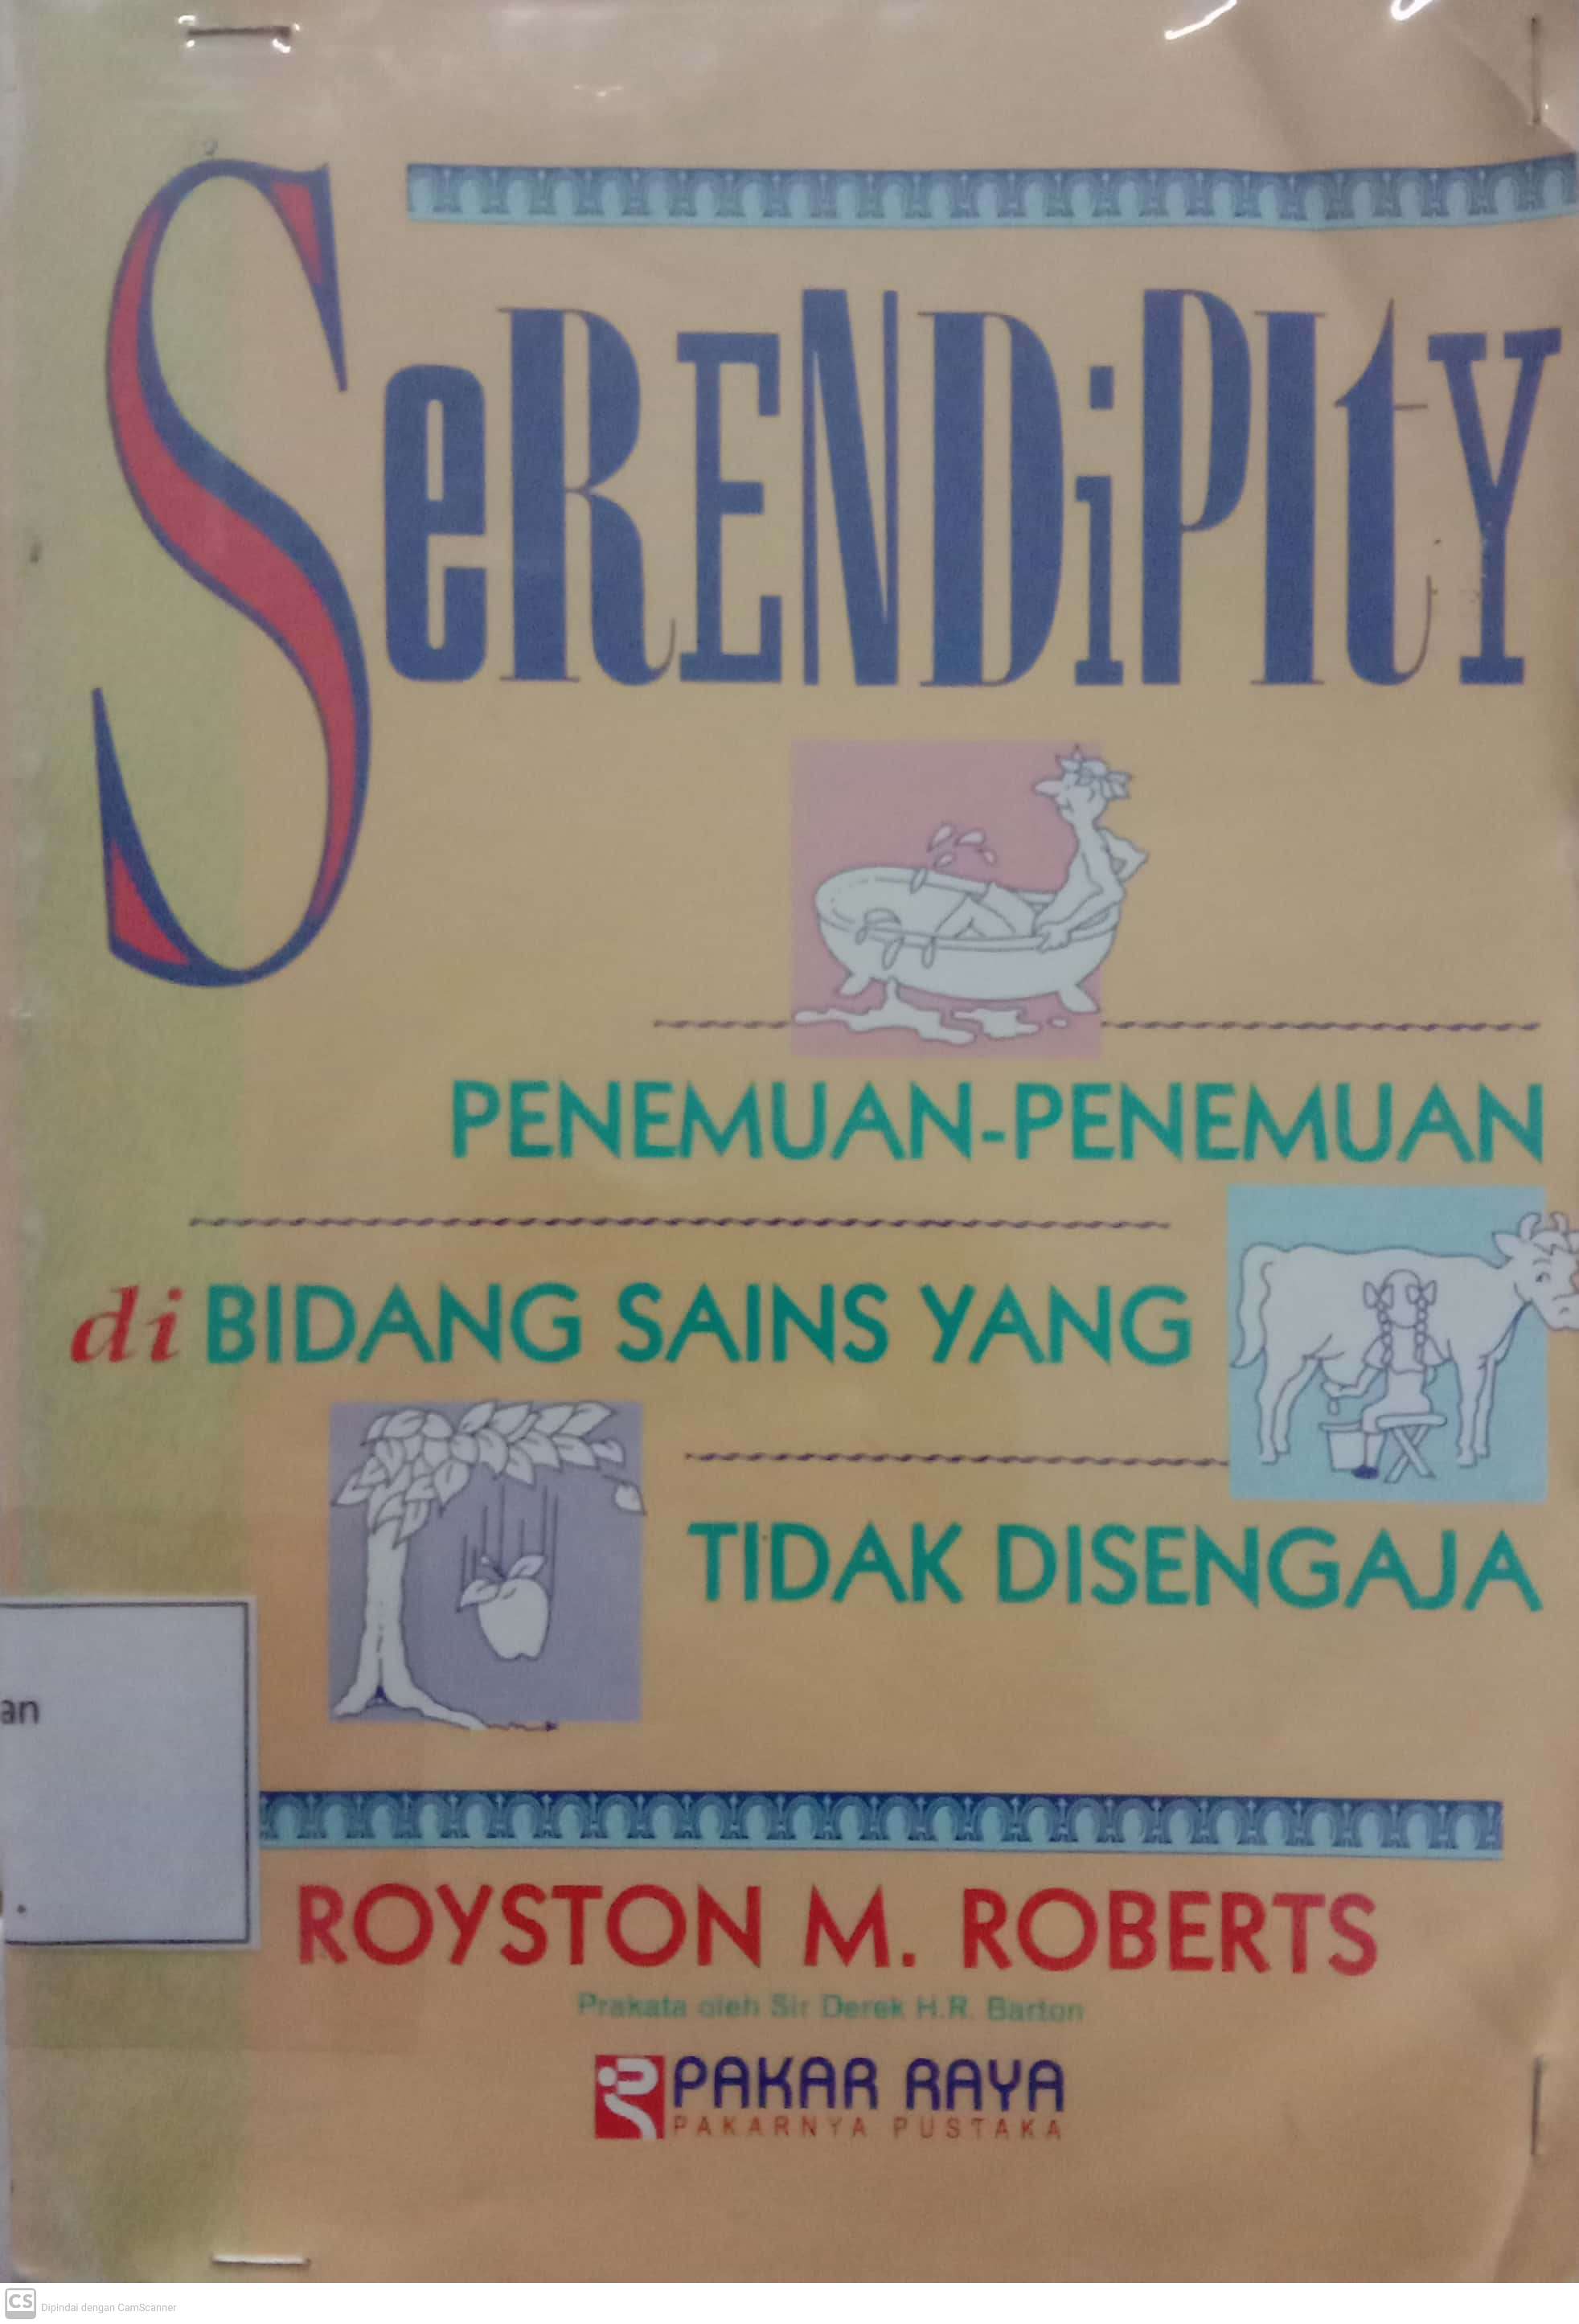 SeRENDiPItY
PENEMUAN-PENEMUAN
di BIDANG SAINS YANG
TIDAK DISENGAJA
an
.
ROYSTON M. ROBERTS
Prakata oleh Sir Derek H.R. Barton
PAKAR RAYA
PAKARNYA PUSTAKA
CS Dipindai dengan CamScanner